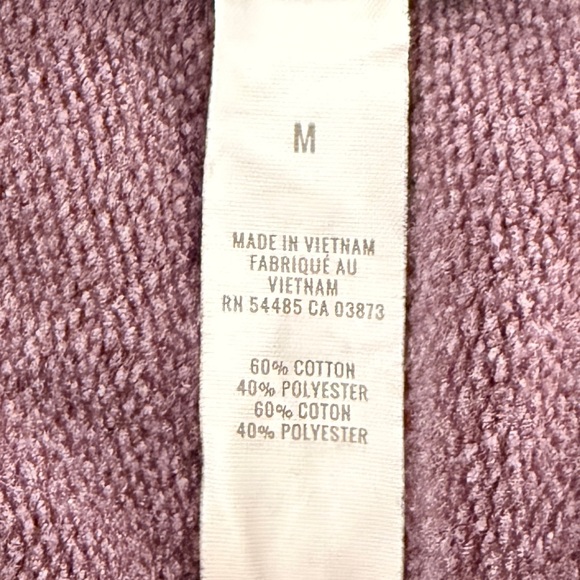 M
MADE IN VIETNAM
FABRIQUÉ AU
VIETNAM
RN 54485 CA 03873
60% COTTON
40% POLYESTER
60% COTON
40% POLYESTER